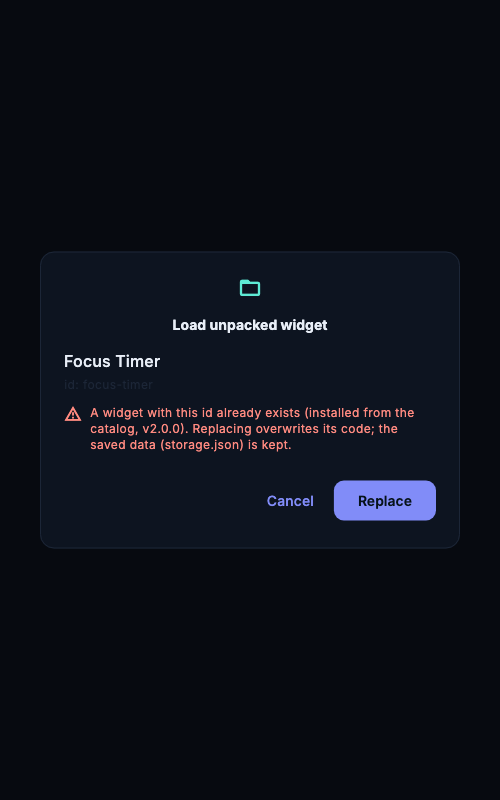 Load unpacked widget
Focus Timer
id: focus-timer
A widget with this id already exists (installed from the
catalog, v2.0.0). Replacing overwrites its code; the
saved data (storage.json) is kept.
Cancel
Replace